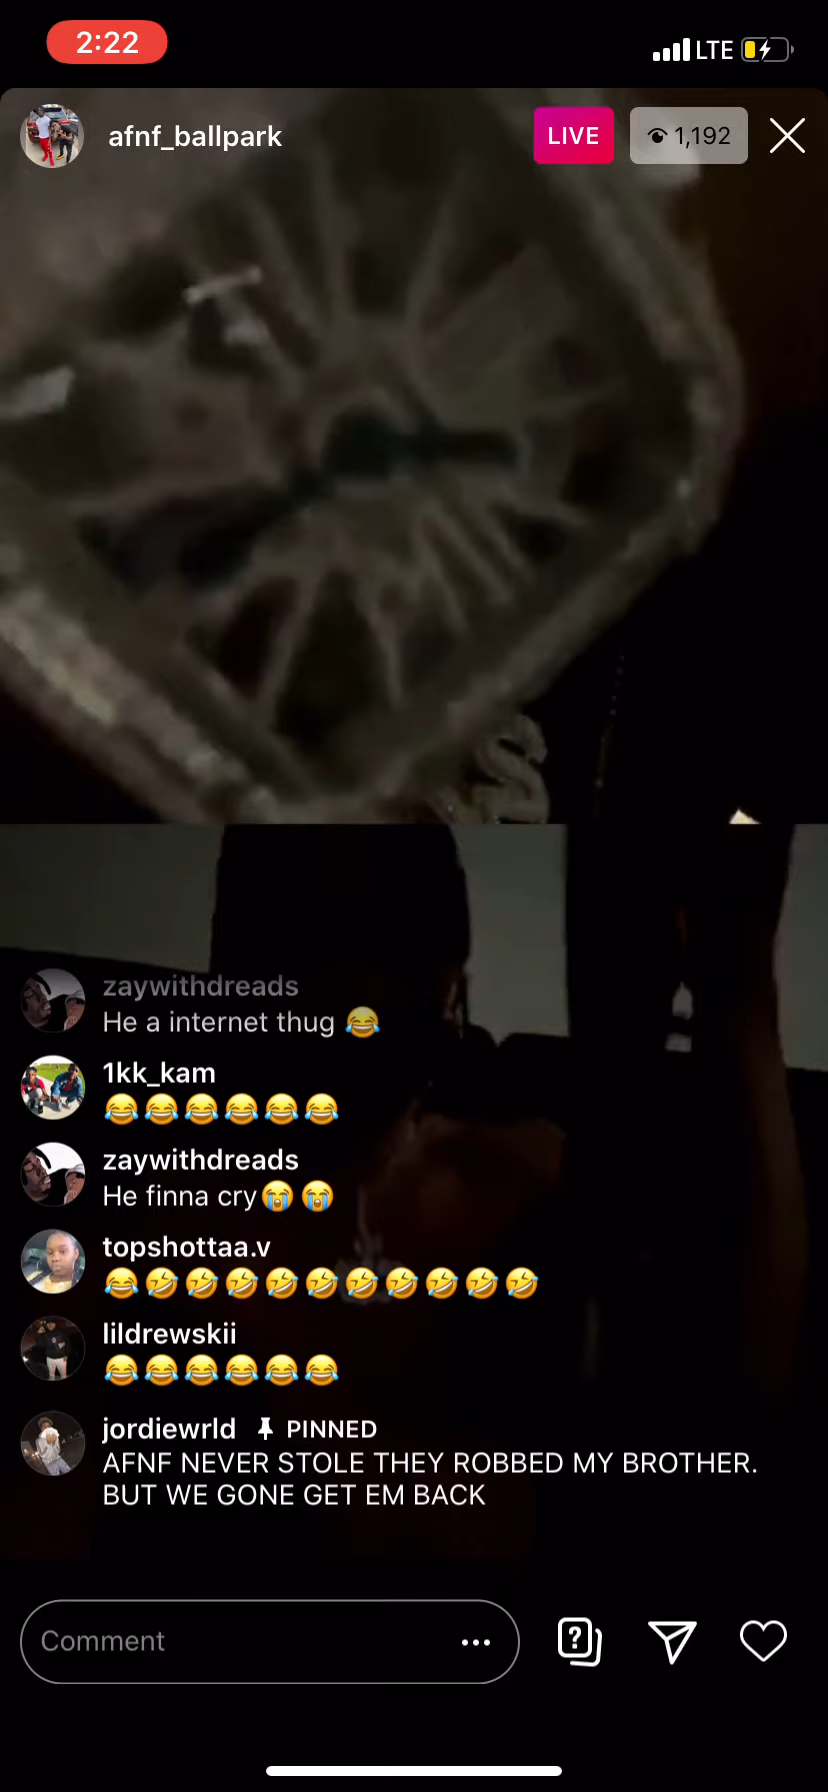 2:22
LTE
afnf_ballpark
LIVE
1,192
zaywithdreads
He a internet thug 😂
1kk_kam
😂😂😂😂😂😂
zaywithdreads
He finna cry😭😭
topshottaa.v
😂🤣🤣🤣🤣🤣🤣🤣🤣🤣🤣
lildrewskii
😂😂😂😂😂😂
jordiewrld PINNED
AFNF NEVER STOLE THEY ROBBED MY BROTHER.
BUT WE GONE GET EM BACK
Comment